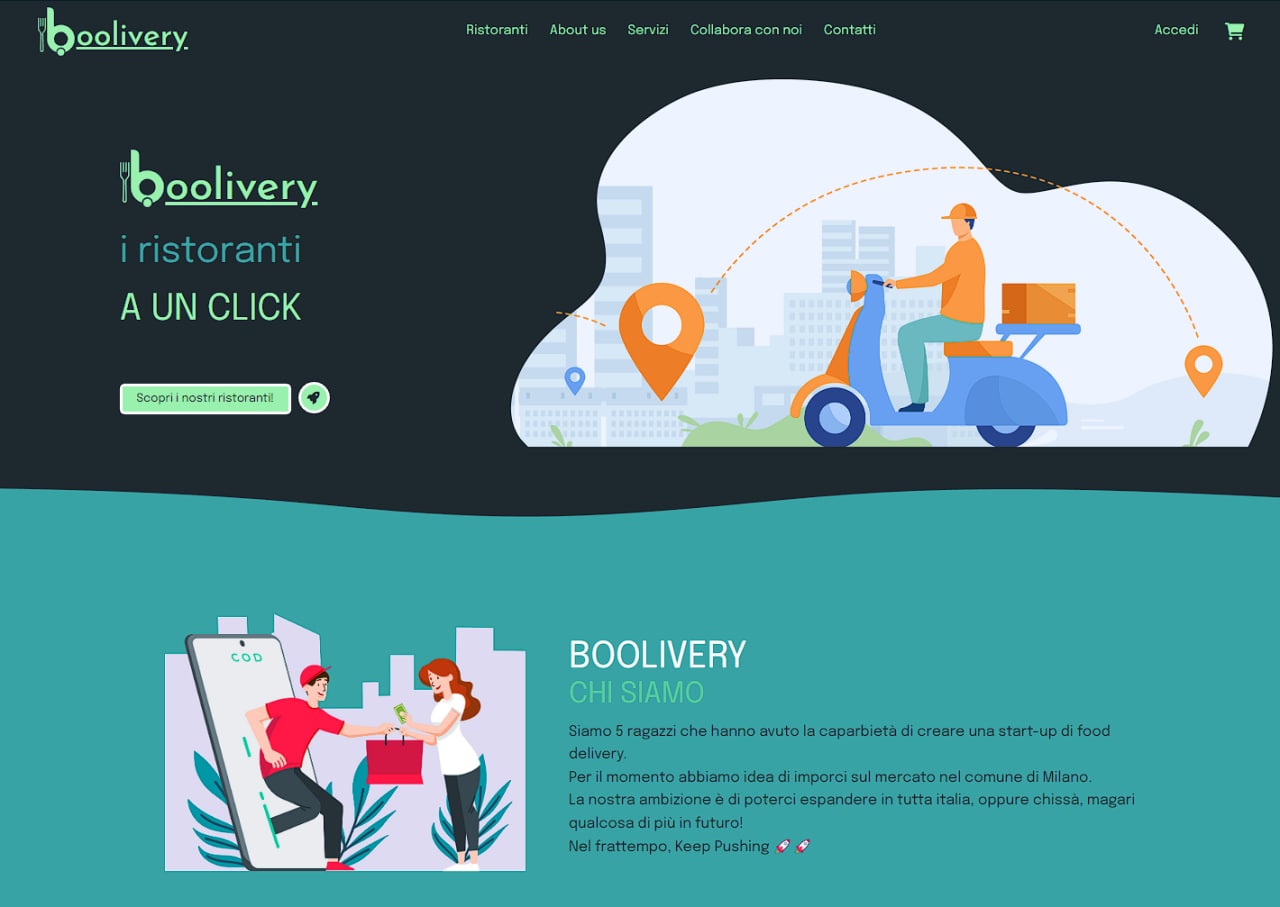 boolivery
Ristoranti About us Servizi Collabora con noi Contatti
Accedi
boolivery
i ristoranti
A UN CLICK
Scopri i nostri ristoranti!
COD
BOOLIVERY
CHI SIAMO
Siamo 5 ragazzi che hanno avuto la caparbietà di creare una start-up di food
delivery.
Per il momento abbiamo idea di imporci sul mercato nel comune di Milano.
La nostra ambizione è di poterci espandere in tutta italia, oppure chissà, magari
qualcosa di più in futuro!
Nel frattempo, Keep Pushing 🚀 🚀